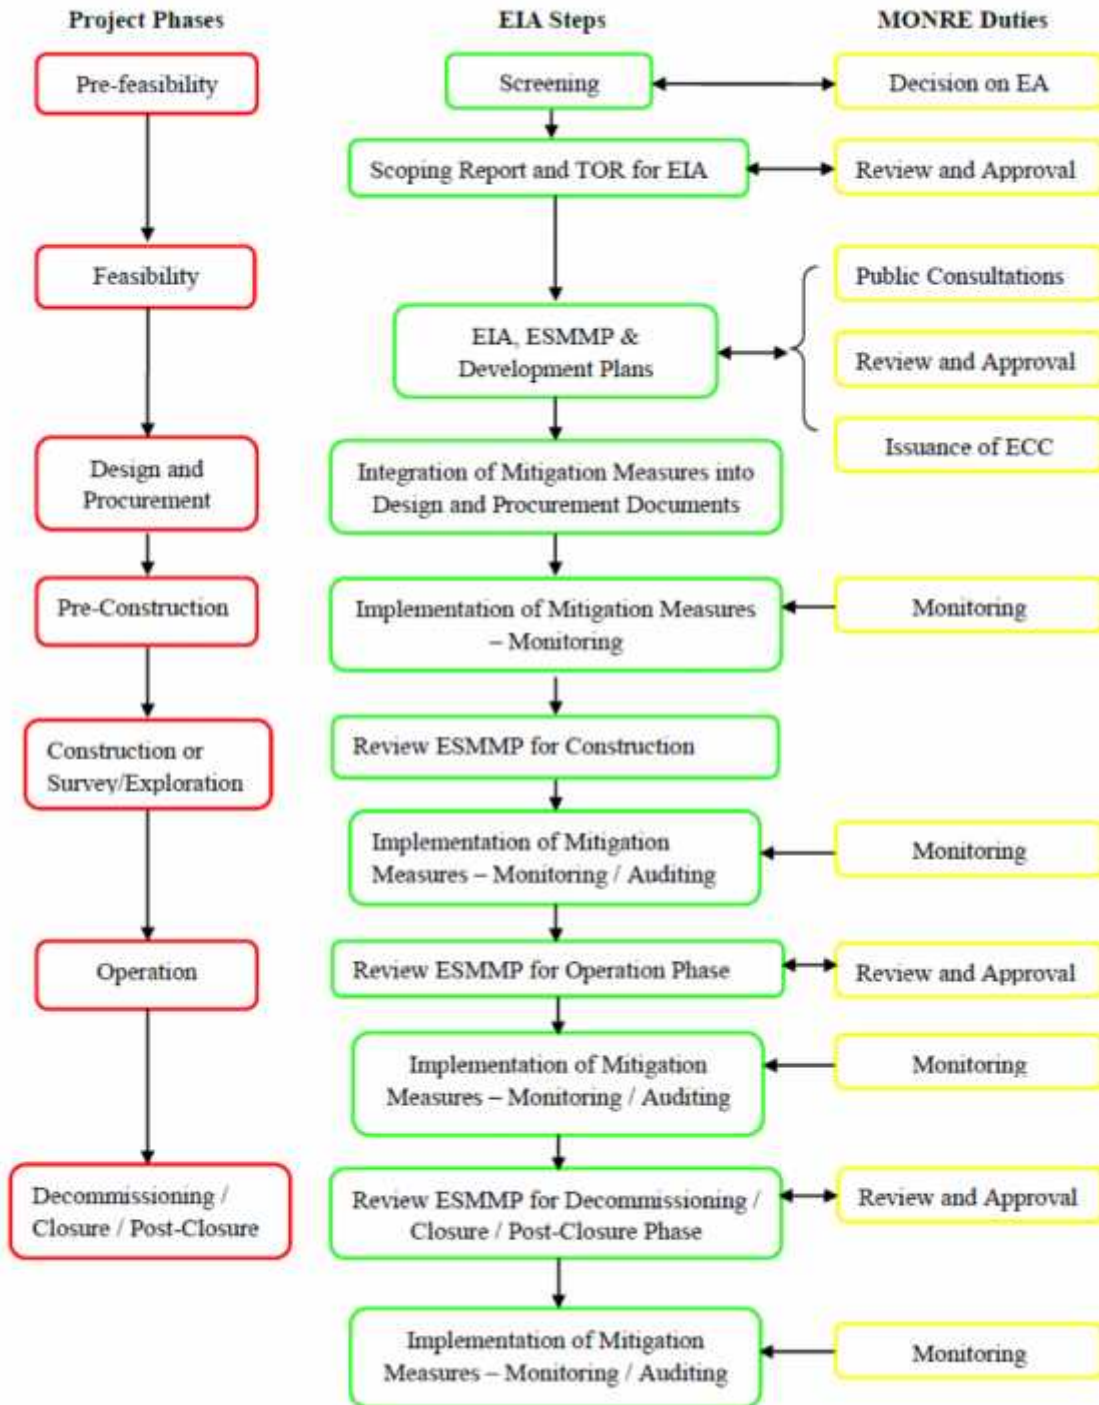 Project Phases
EIA Steps
MONRE Duties
Pre-feasibility
Screening
Decision on EA
Scoping Report and TOR for EIA
Review and Approval
Feasibility
Public Consultations
EIA, ESMMP &
Development Plans
Review and Approval
Issuance of ECC
Design and
Procurement
Integration of Mitigation Measures into
Design and Procurement Documents
Pre-Construction
Implementation of Mitigation Measures
– Monitoring
Monitoring
Construction or
Survey/Exploration
Review ESMMP for Construction
Implementation of Mitigation
Measures – Monitoring / Auditing
Monitoring
Operation
Review ESMMP for Operation Phase
Review and Approval
Implementation of Mitigation
Measures – Monitoring / Auditing
Monitoring
Decommissioning /
Closure / Post-Closure
Review ESMMP for Decommissioning /
Closure / Post-Closure Phase
Review and Approval
Implementation of Mitigation
Measures – Monitoring / Auditing
Monitoring